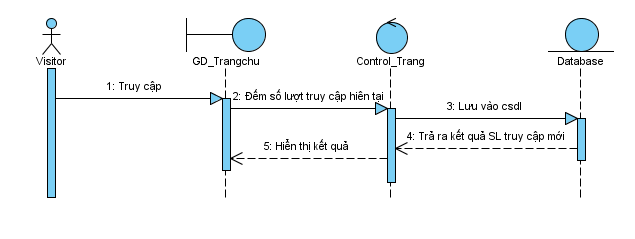 Visitor
GD_Trangchu
Control_Trang
Database
1: Truy cập
2: Đếm số lượt truy cập hiên tại
3: Lưu vào csdl
4: Trả ra kết quả SL truy cập mới
5: Hiển thị kết quả